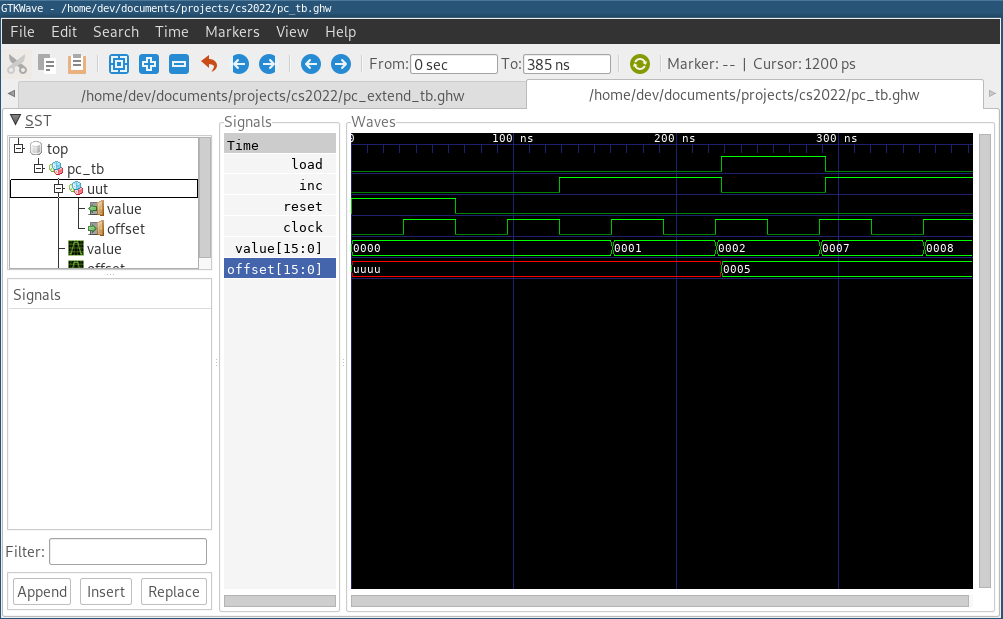 GTKWave - /home/dev/documents/projects/cs2022/pc_tb.ghw
File Edit Search Time Markers View Help
From: 0 sec To: 385 ns Marker: -- | Cursor: 1200 ps
/home/dev/documents/projects/cs2022/pc_extend_tb.ghw /home/dev/documents/projects/cs2022/pc_tb.ghw
SST
top
pc_tb
uut
value
offset
value
offset
Signals
Filter:
Append Insert Replace
Signals
Time
load
inc
reset
clock
value[15:0]
offset[15:0]
Waves
0 100 ns 200 ns 300 ns
0000 0001 0002 0007 0008
uuuu 0005